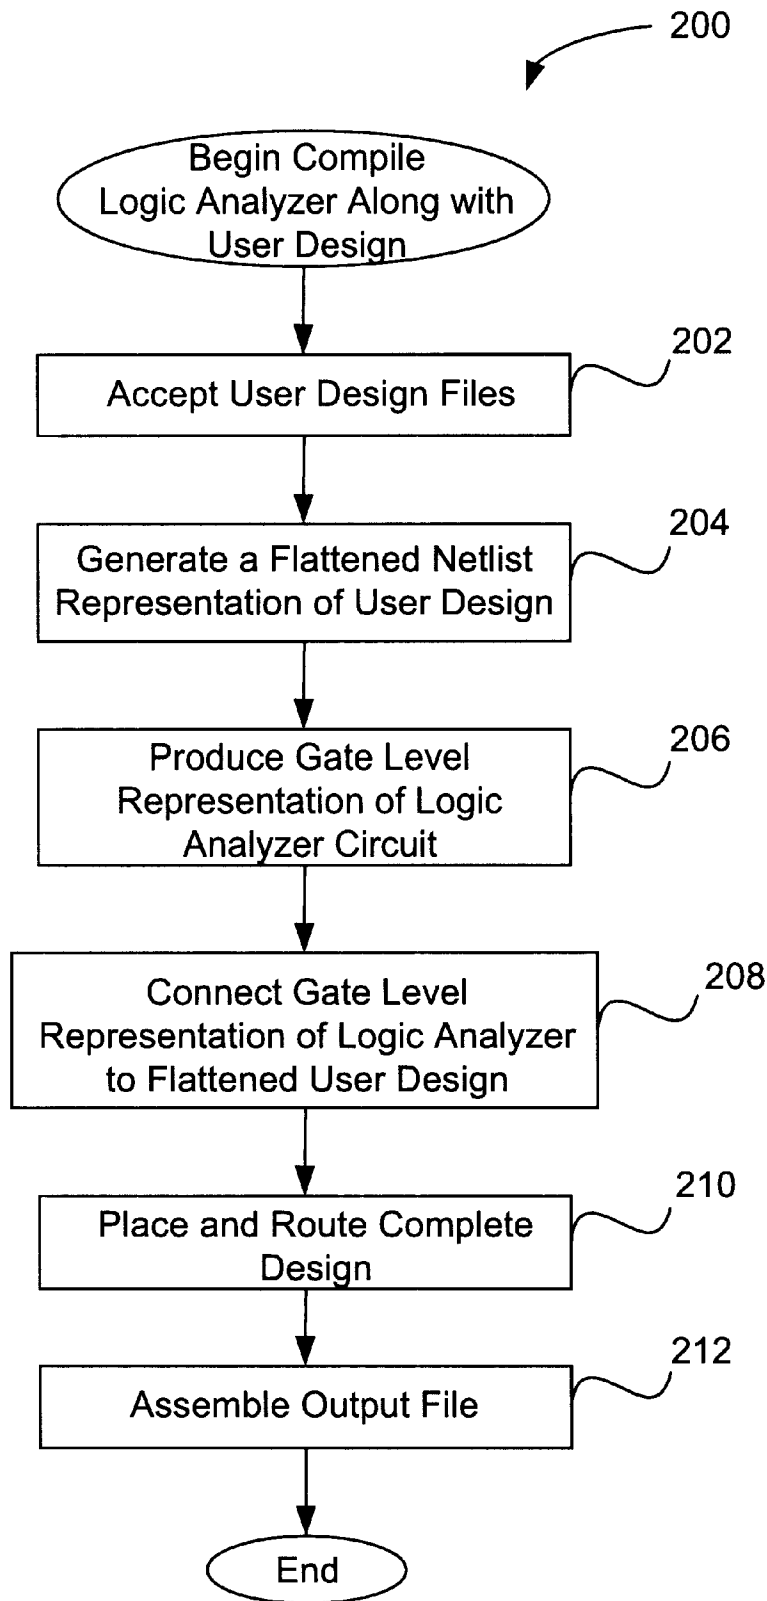 200
Begin Compile
Logic Analyzer Along with
User Design
202
Accept User Design Files
204
Generate a Flattened Netlist
Representation of User Design
206
Produce Gate Level
Representation of Logic
Analyzer Circuit
208
Connect Gate Level
Representation of Logic Analyzer
to Flattened User Design
210
Place and Route Complete
Design
212
Assemble Output File
End